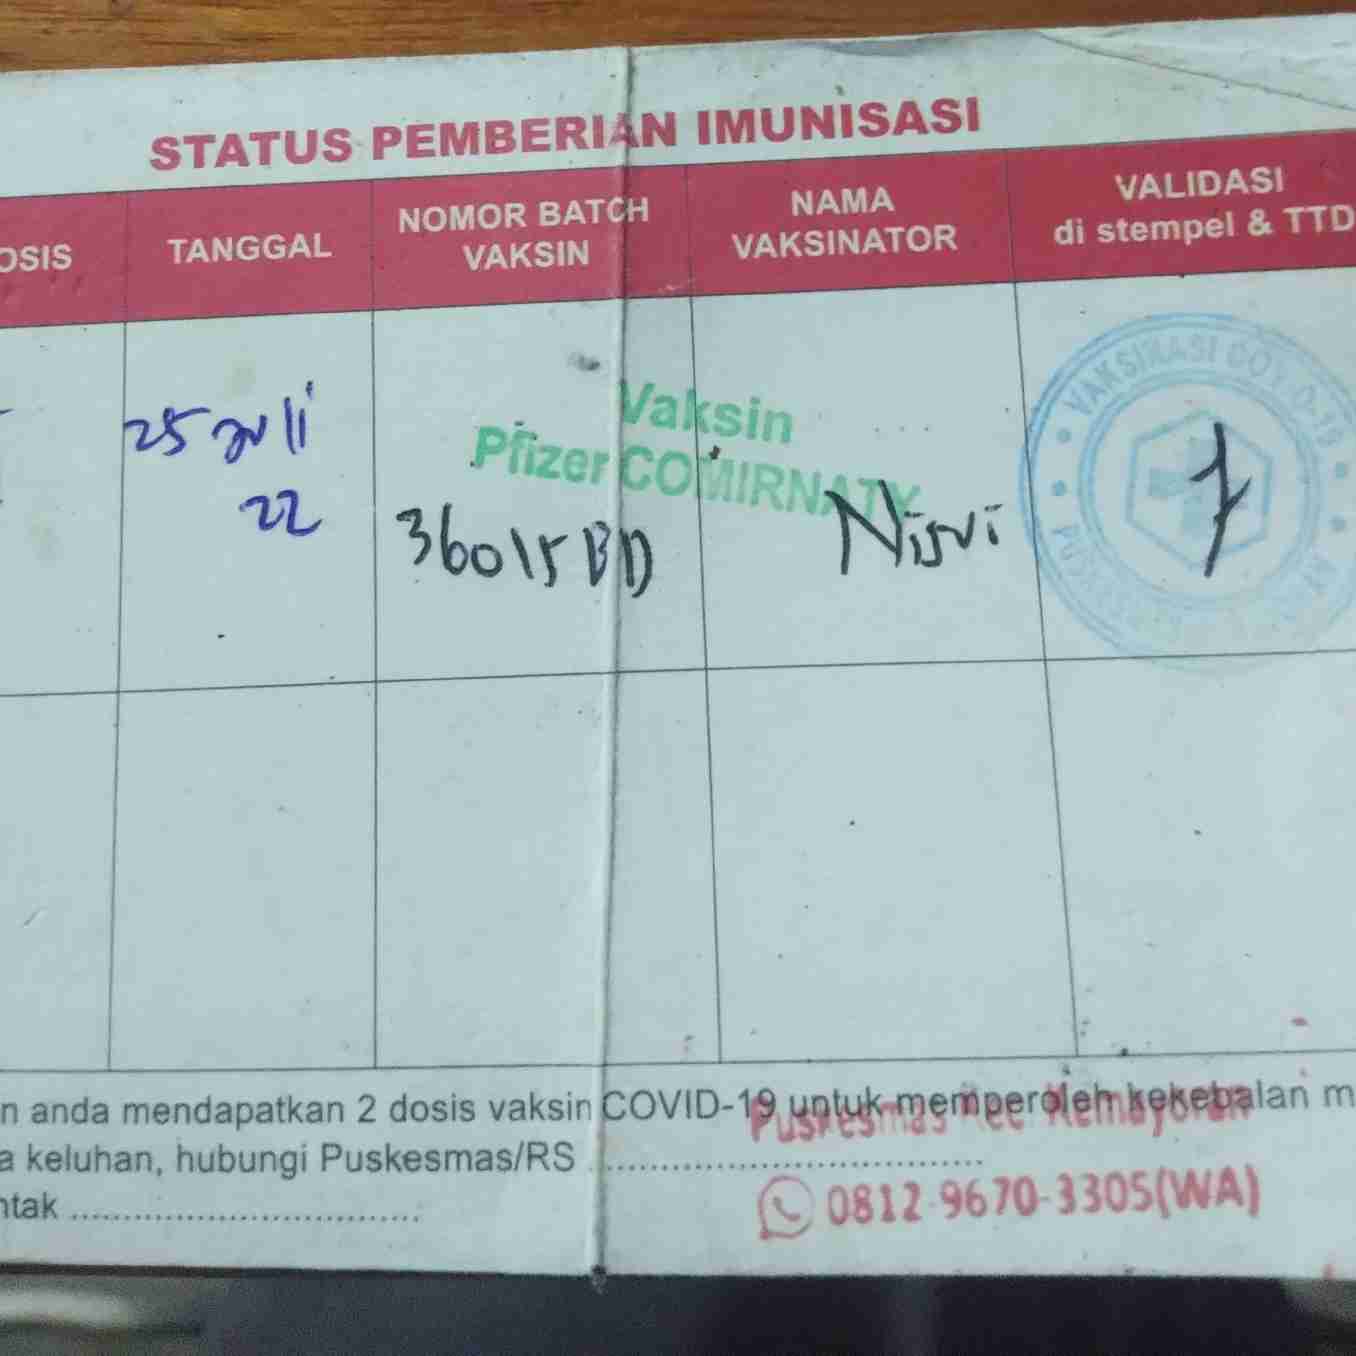 STATUS PEMBERIAN IMUNISASI
OSIS
TANGGAL
NOMOR BATCH
VAKSIN
NAMA
VAKSINATOR
VALIDASI
di stempel & TTD
25 Juli
22
Vaksin
Pfizer COMIRNATY
36015BD
VAKSINASI COVID-19
n anda mendapatkan 2 dosis vaksin COVID-19 untuk memperoleh kekebalan m
Puskesmas Kec Kemayoran
a keluhan, hubungi Puskesmas/RS
ntak
0812-9670-3305(WA)